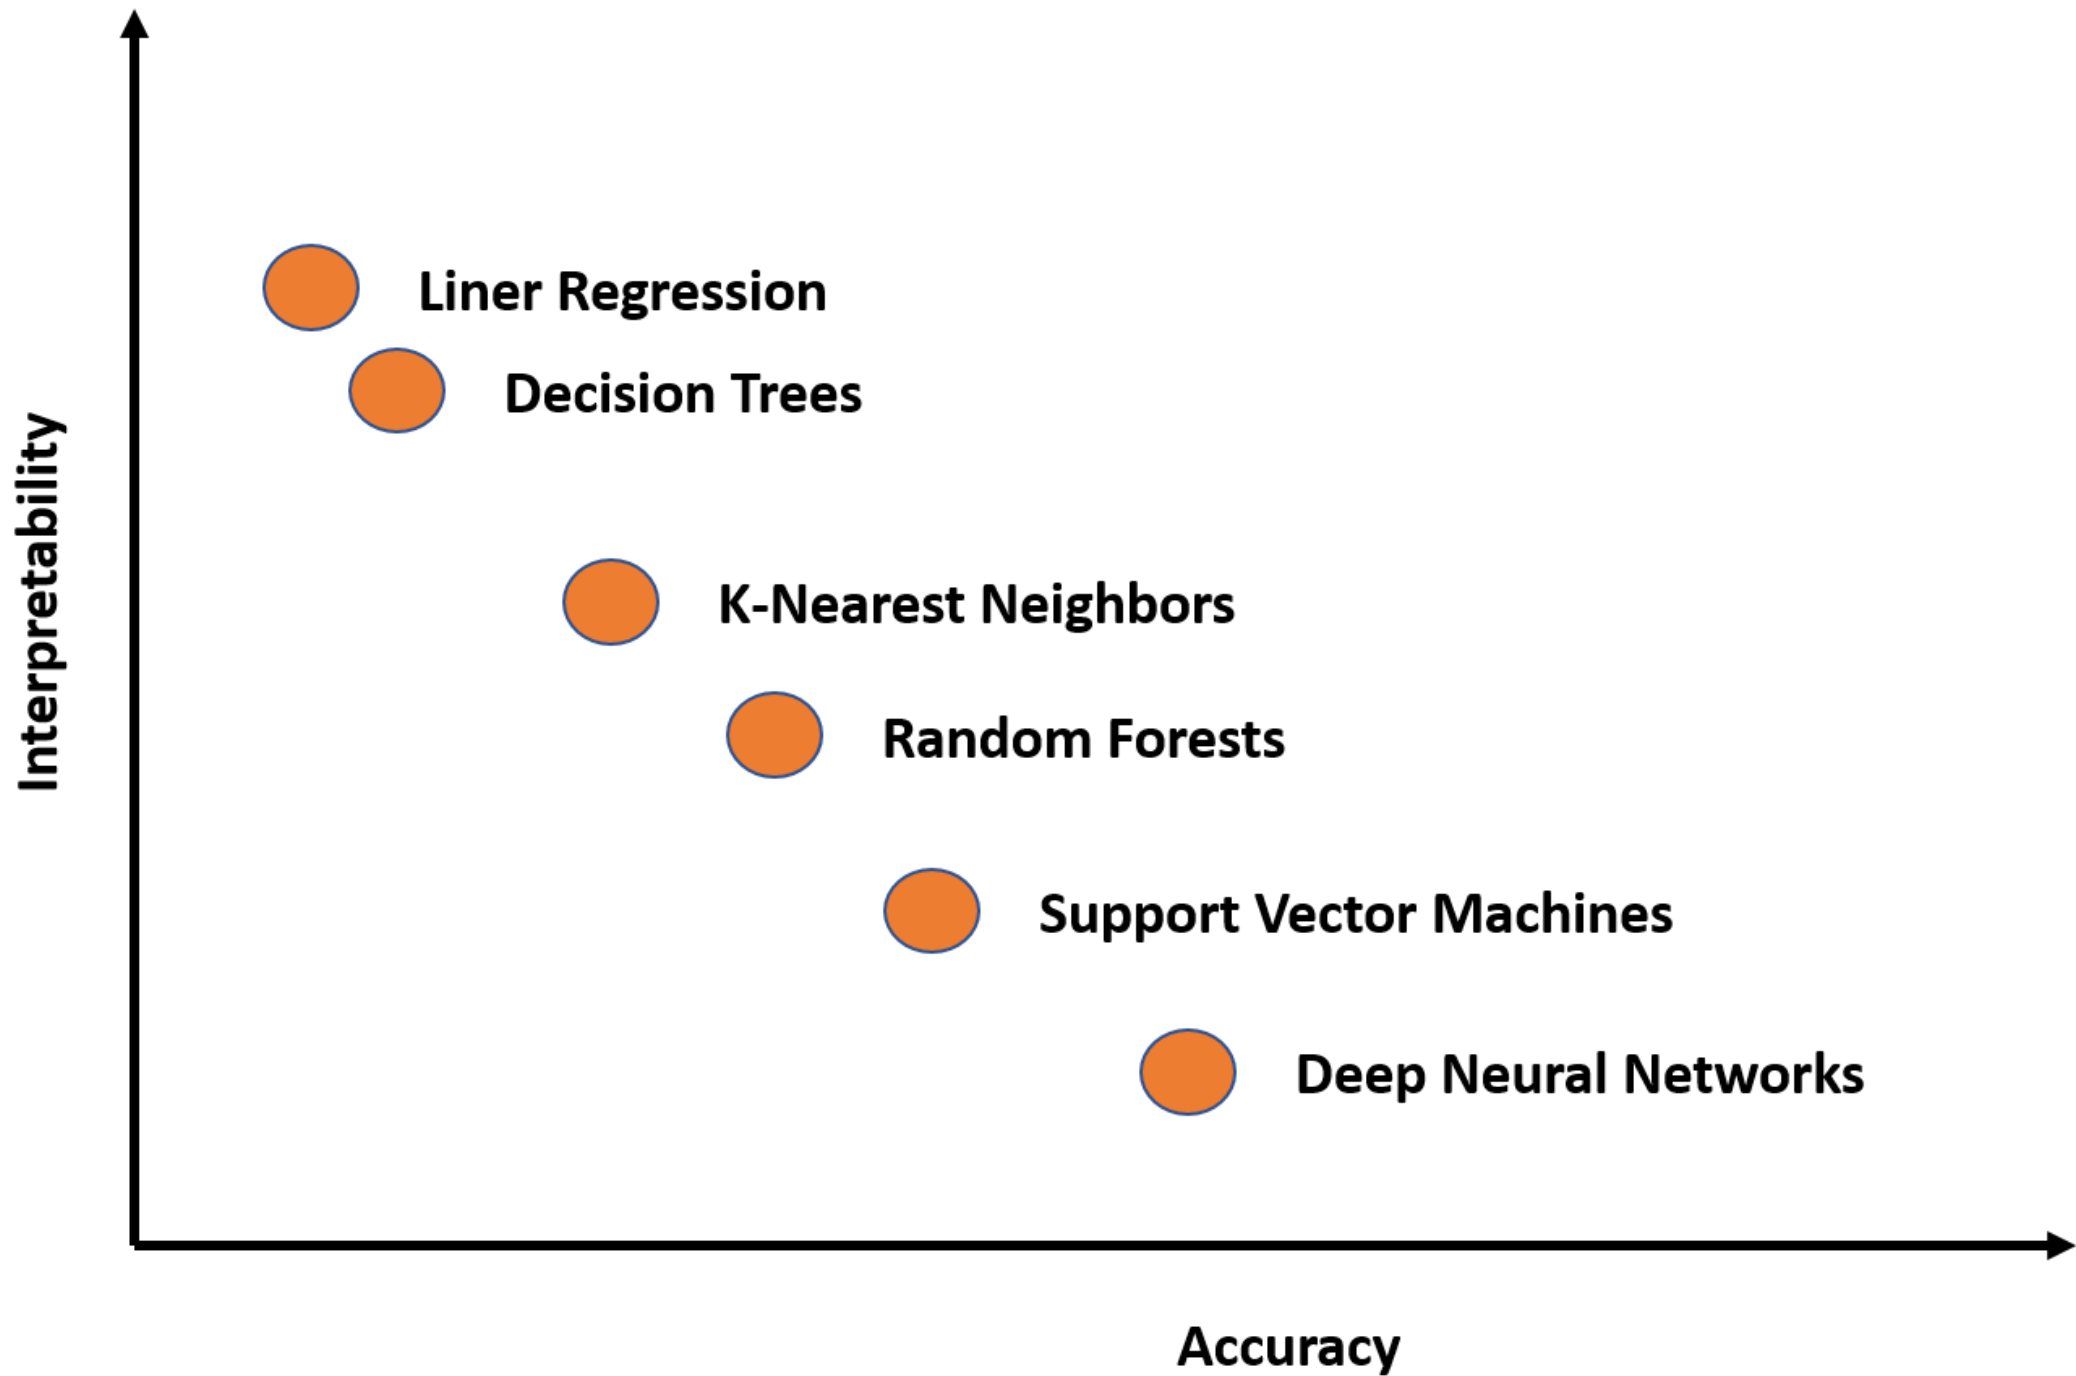 Liner Regression
Decision Trees
Interpretability
K-Nearest Neighbors
Random Forests
Support Vector Machines
Deep Neural Networks
Accuracy